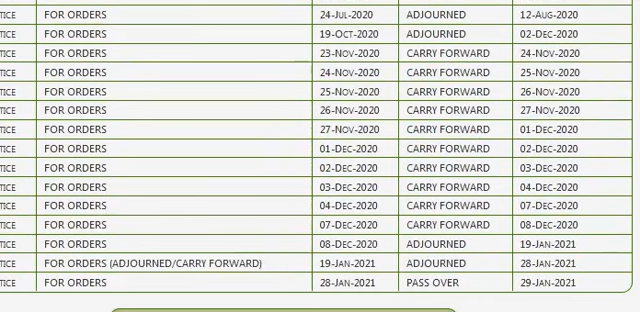 TICE FOR ORDERS 24-JUL-2020 ADJOURNED 12-AUG-2020
TICE FOR ORDERS 19-OCT-2020 ADJOURNED 02-DEC-2020
TICE FOR ORDERS 23-NOV-2020 CARRY FORWARD 24-NOV-2020
TICE FOR ORDERS 24-NOV-2020 CARRY FORWARD 25-NOV-2020
TICE FOR ORDERS 25-NOV-2020 CARRY FORWARD 26-NOV-2020
TICE FOR ORDERS 26-NOV-2020 CARRY FORWARD 27-NOV-2020
TICE FOR ORDERS 27-NOV-2020 CARRY FORWARD 01-DEC-2020
TICE FOR ORDERS 01-DEC-2020 CARRY FORWARD 02-DEC-2020
TICE FOR ORDERS 02-DEC-2020 CARRY FORWARD 03-DEC-2020
TICE FOR ORDERS 03-DEC-2020 CARRY FORWARD 04-DEC-2020
TICE FOR ORDERS 04-DEC-2020 CARRY FORWARD 07-DEC-2020
TICE FOR ORDERS 07-DEC-2020 CARRY FORWARD 08-DEC-2020
TICE FOR ORDERS 08-DEC-2020 ADJOURNED 19-JAN-2021
TICE FOR ORDERS (ADJOURNED/CARRY FORWARD) 19-JAN-2021 ADJOURNED 28-JAN-2021
TICE FOR ORDERS 28-JAN-2021 PASS OVER 29-JAN-2021